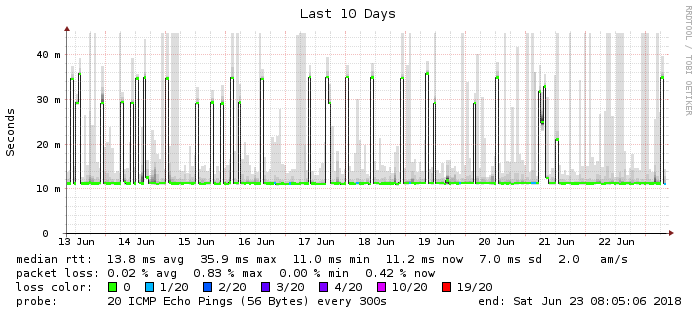 Last 10 Days
RRDTOOL / TOBI OETIKER
Seconds
40 m
30 m
20 m
10 m
0
13 Jun 14 Jun 15 Jun 16 Jun 17 Jun 18 Jun 19 Jun 20 Jun 21 Jun 22 Jun
median rtt: 13.8 ms avg 35.9 ms max 11.0 ms min 11.2 ms now 7.0 ms sd 2.0 am/s
packet loss: 0.02 % avg 0.83 % max 0.00 % min 0.42 % now
loss color: 0 1/20 2/20 3/20 4/20 10/20 19/20
probe: 20 ICMP Echo Pings (56 Bytes) every 300s end: Sat Jun 23 08:05:06 2018